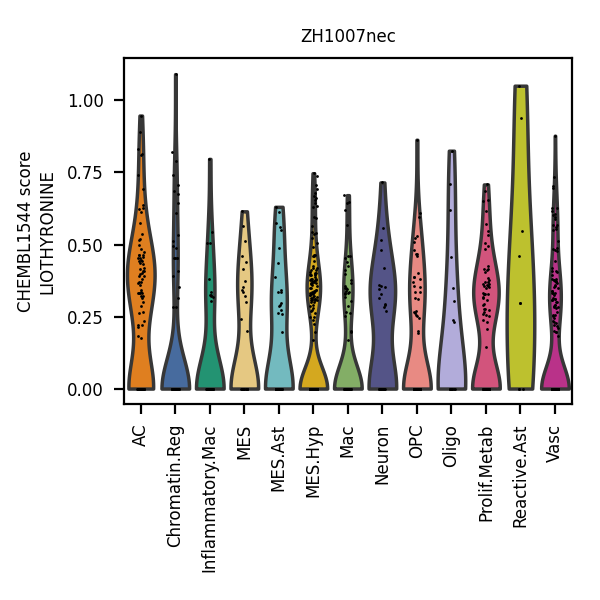 ZH1007nec
CHEMBL1544 score
LIOTHYRONINE
1.00
0.75
0.50
0.25
0.00
AC
Chromatin.Reg
Inflammatory.Mac
MES
MES.Ast
MES.Hyp
Mac
Neuron
OPC
Oligo
Prolif.Metab
Reactive.Ast
Vasc